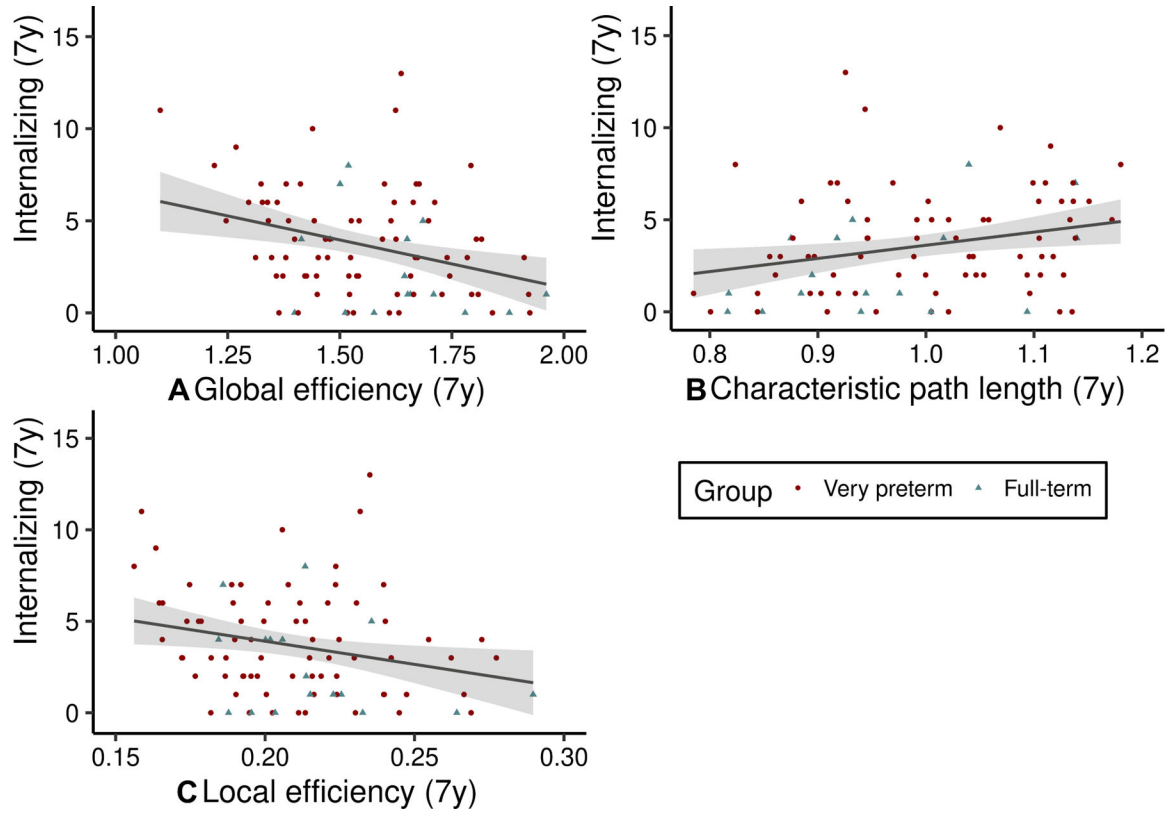 Internalizing (7y)
15
10
5
0
1.00 1.25 1.50 1.75 2.00
A Global efficiency (7y)
Internalizing (7y)
15
10
5
0
0.8 0.9 1.0 1.1 1.2
B Characteristic path length (7y)
Internalizing (7y)
15
10
5
0
0.15 0.20 0.25 0.30
C Local efficiency (7y)
Group Very preterm Full-term